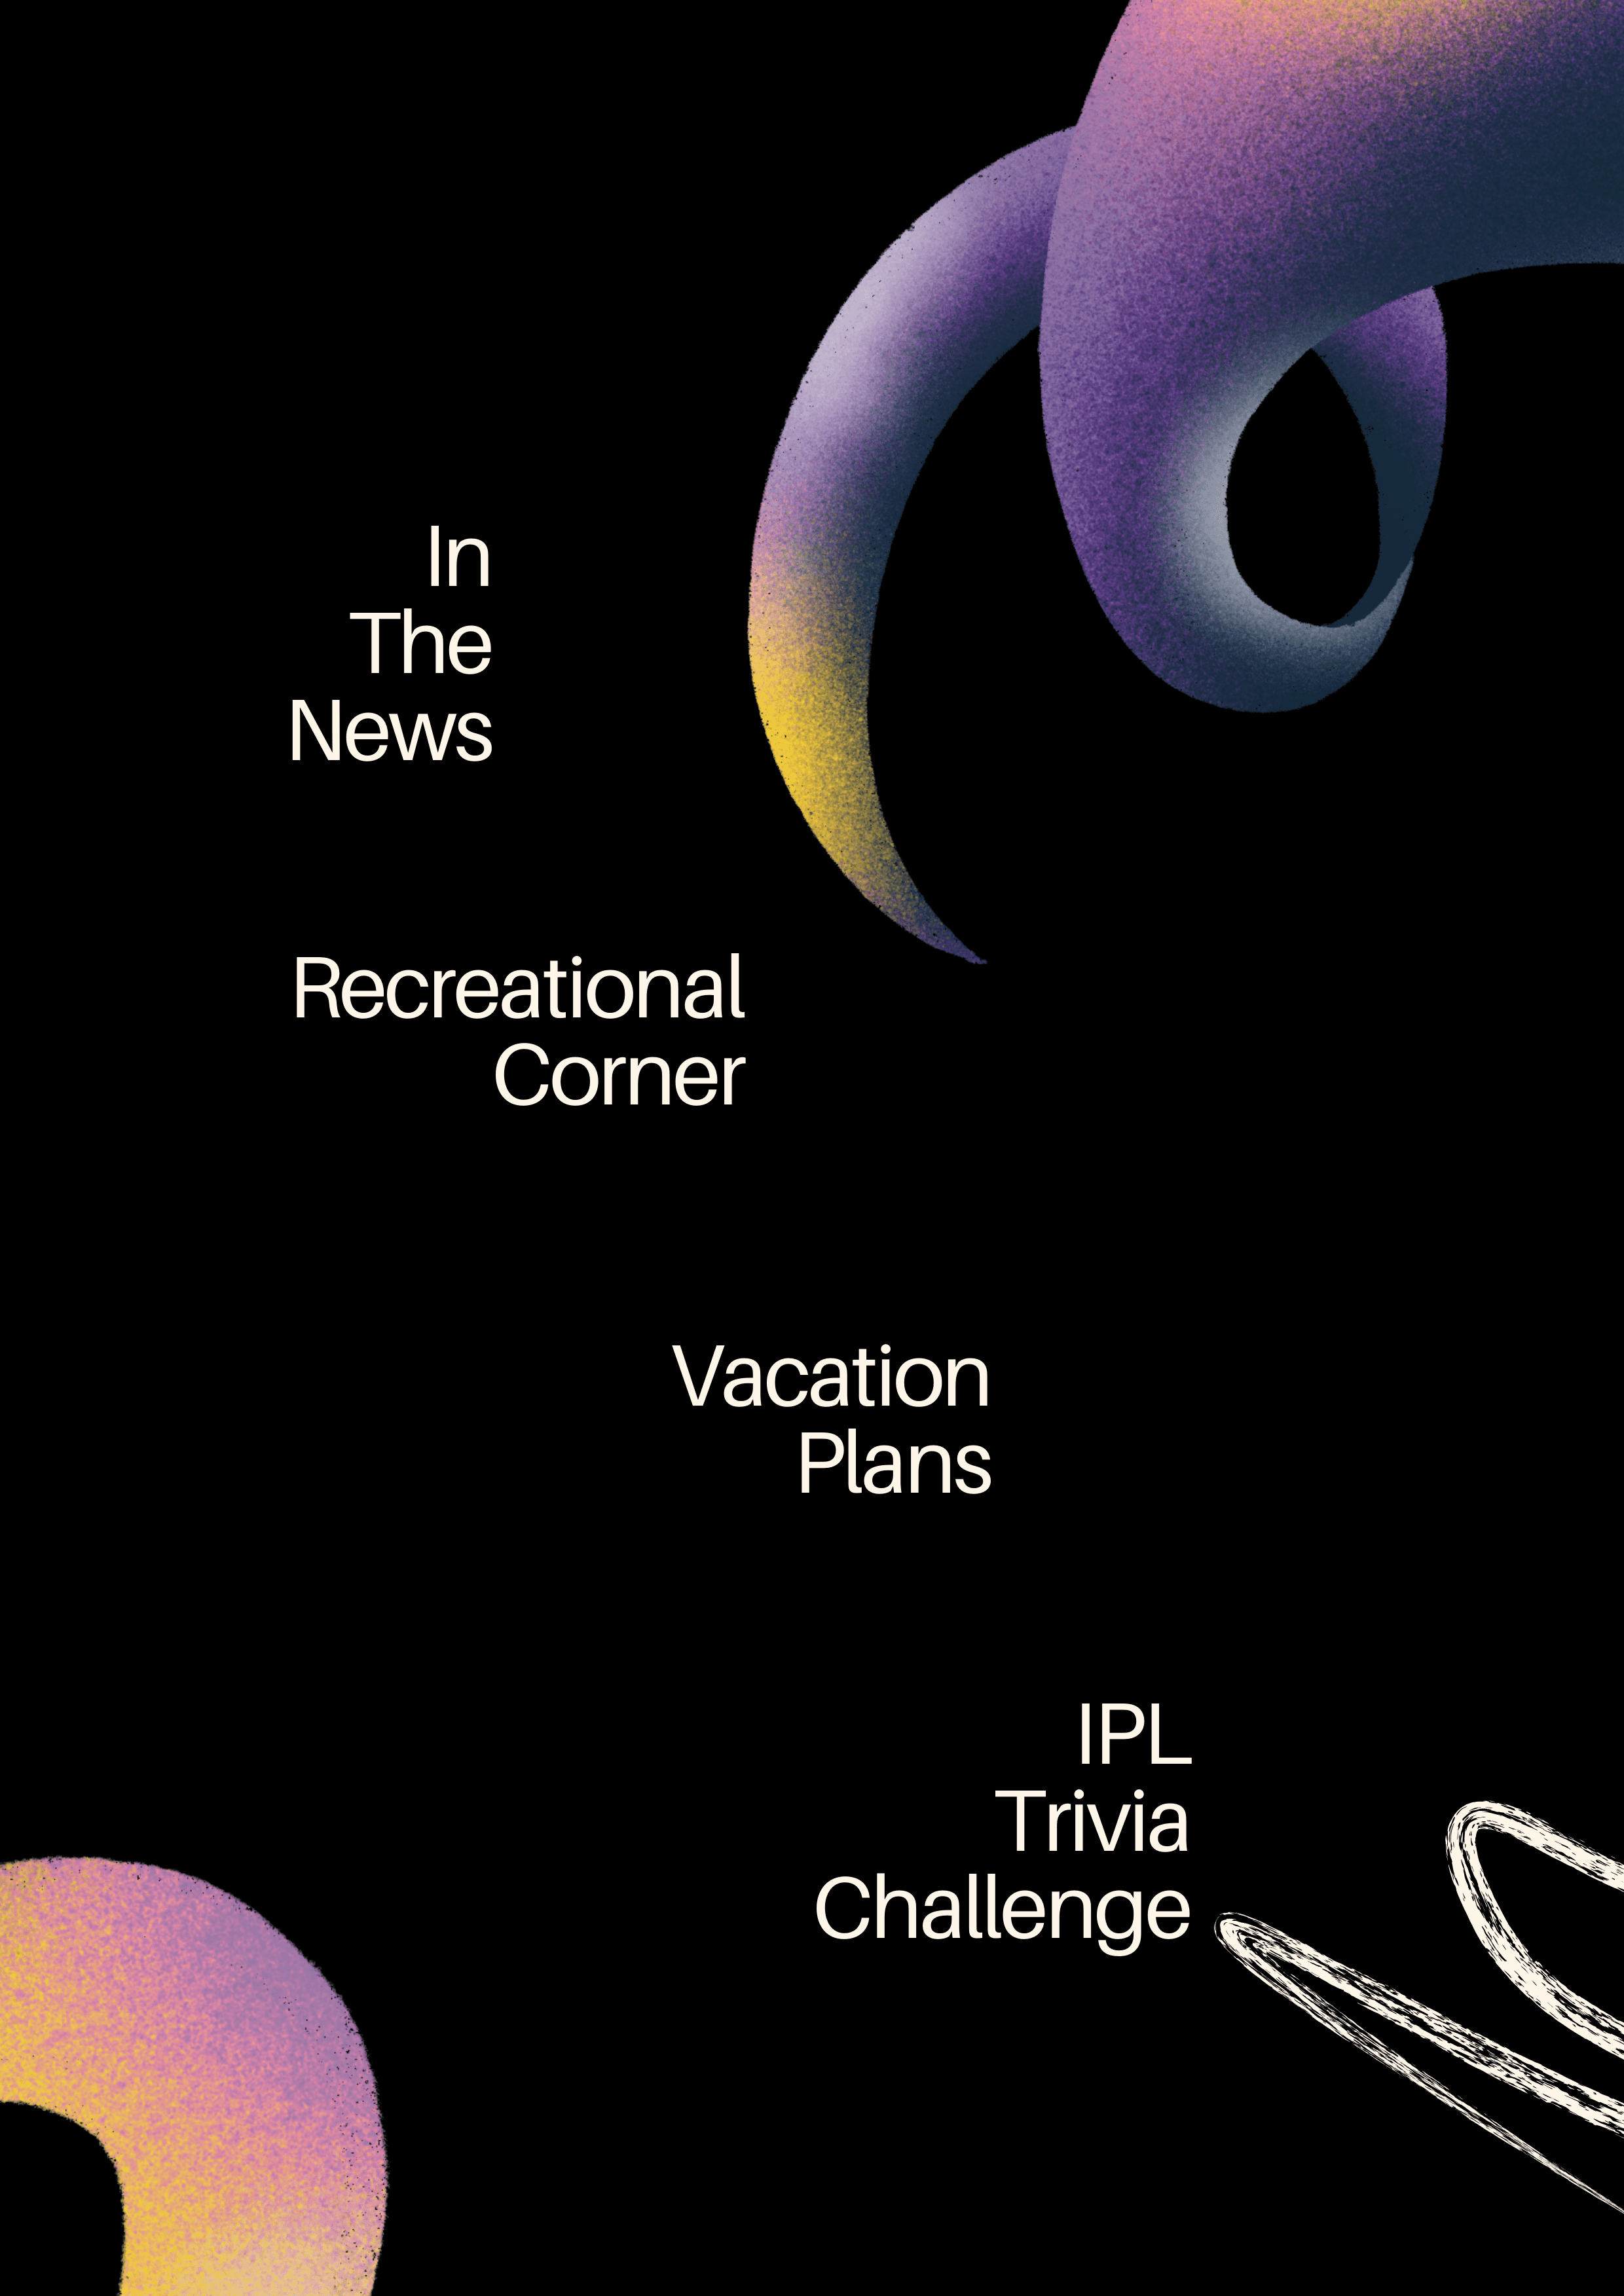 In
The
News
Recreational
Corner
Vacation
Plans
IPL
Trivia
Challenge